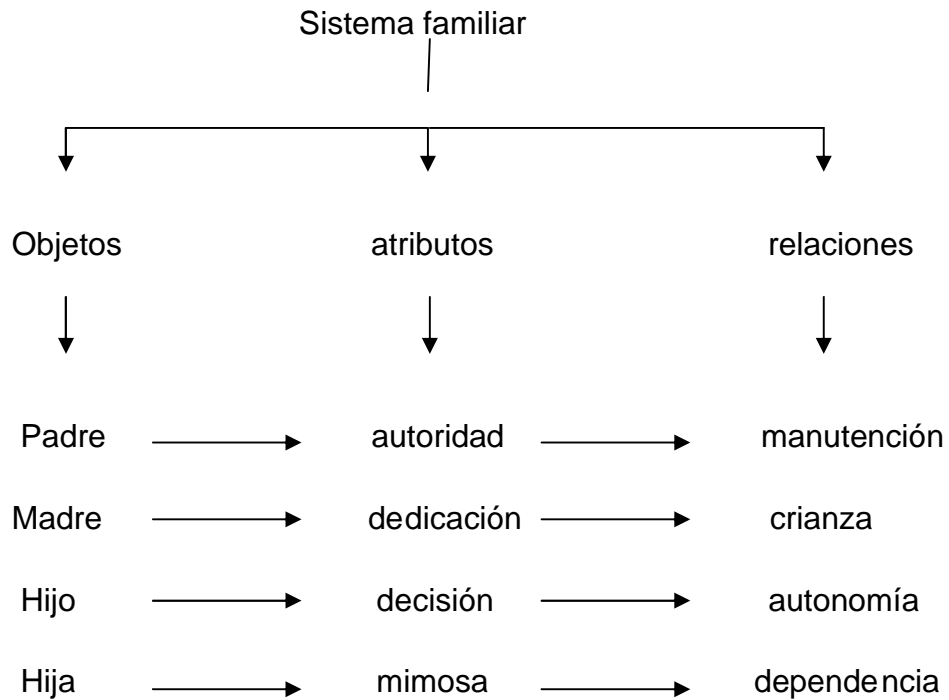 Sistema familiar
Objetos atributos relaciones
Padre autoridad manutención
Madre dedicación crianza
Hijo decisión autonomía
Hija mimosa dependencia